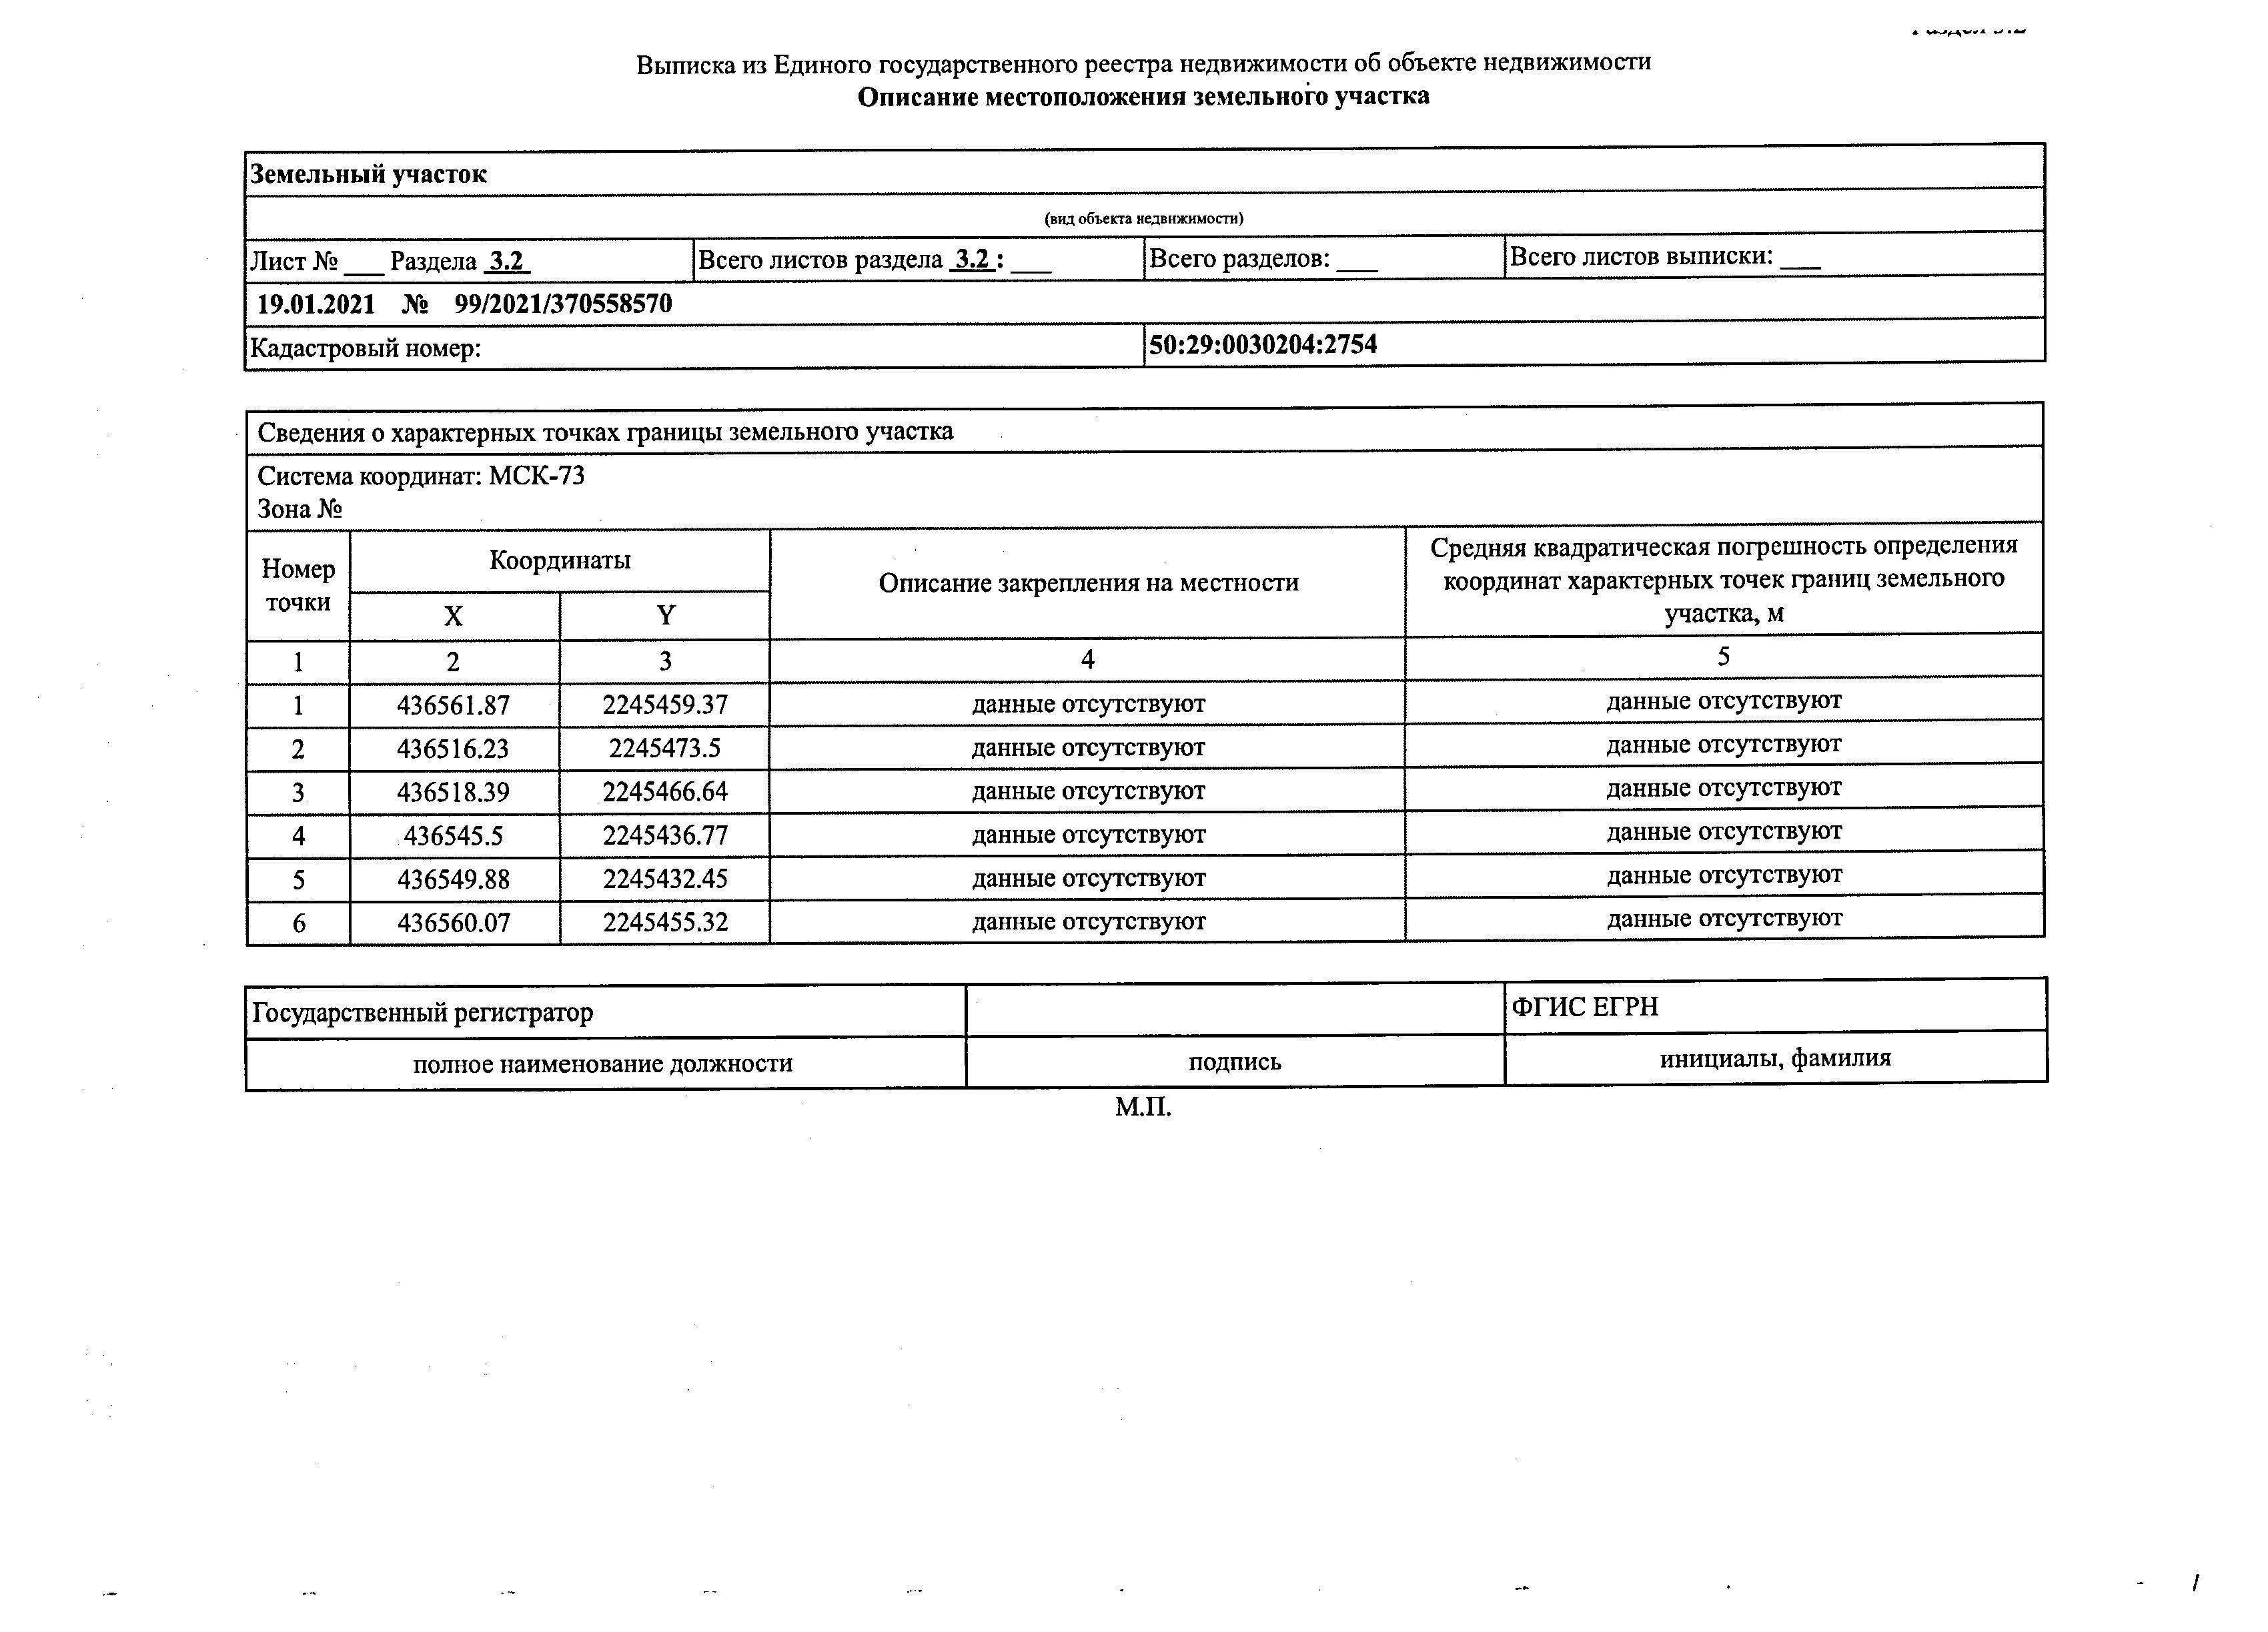 Выписка из Единого государственного реестра недвижимости об объекте недвижимости
Описание местоположения земельного участка
Земельный участок
(вид объекта недвижимости)
Лист № ___ Раздела 3.2 Всего листов раздела 3.2 : ___ Всего разделов: ___ Всего листов выписки: ___
19.01.2021 № 99/2021/370558570
Кадастровый номер: 50:29:0030204:2754
Сведения о характерных точках границы земельного участка
Система координат: МСК-73
Зона №
Номер точки Координаты Описание закрепления на местности Средняя квадратическая погрешность определения координат характерных точек границ земельного участка, м
X Y
1 2 3 4 5
1 436561.87 2245459.37 данные отсутствуют данные отсутствуют
2 436516.23 2245473.5 данные отсутствуют данные отсутствуют
3 436518.39 2245466.64 данные отсутствуют данные отсутствуют
4 436545.5 2245436.77 данные отсутствуют данные отсутствуют
5 436549.88 2245432.45 данные отсутствуют данные отсутствуют
6 436560.07 2245455.32 данные отсутствуют данные отсутствуют
Государственный регистратор ФГИС ЕГРН
полное наименование должности подпись инициалы, фамилия
М.П.